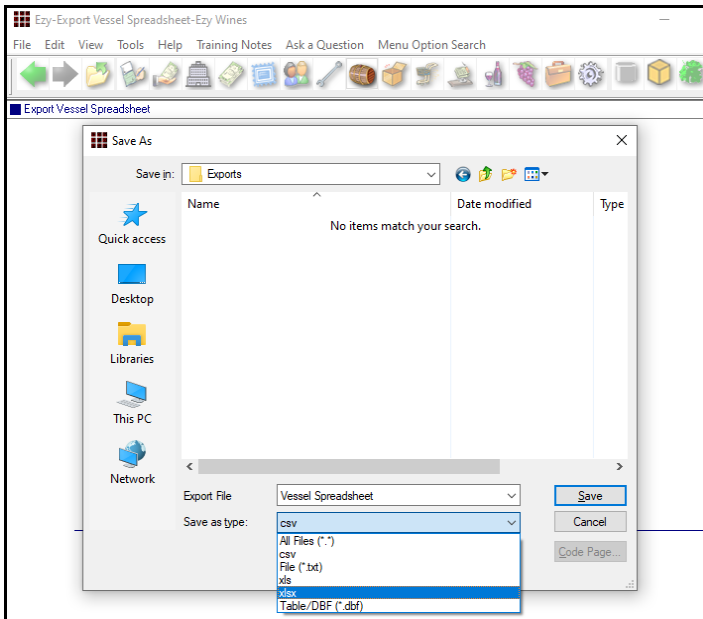 Ezy-Export Vessel Spreadsheet-Ezy Wines
File Edit View Tools Help Training Notes Ask a Question Menu Option Search
Export Vessel Spreadsheet
Save As
Save in: Exports
Name Date modified Type
No items match your search.
Quick access
Desktop
Libraries
This PC
Network
Export File Vessel Spreadsheet Save
Save as type: csv Cancel
All Files (*.*)
csv
Code Page...
File (*.txt)
xls
xlsx
Table/DBF (*.dbf)